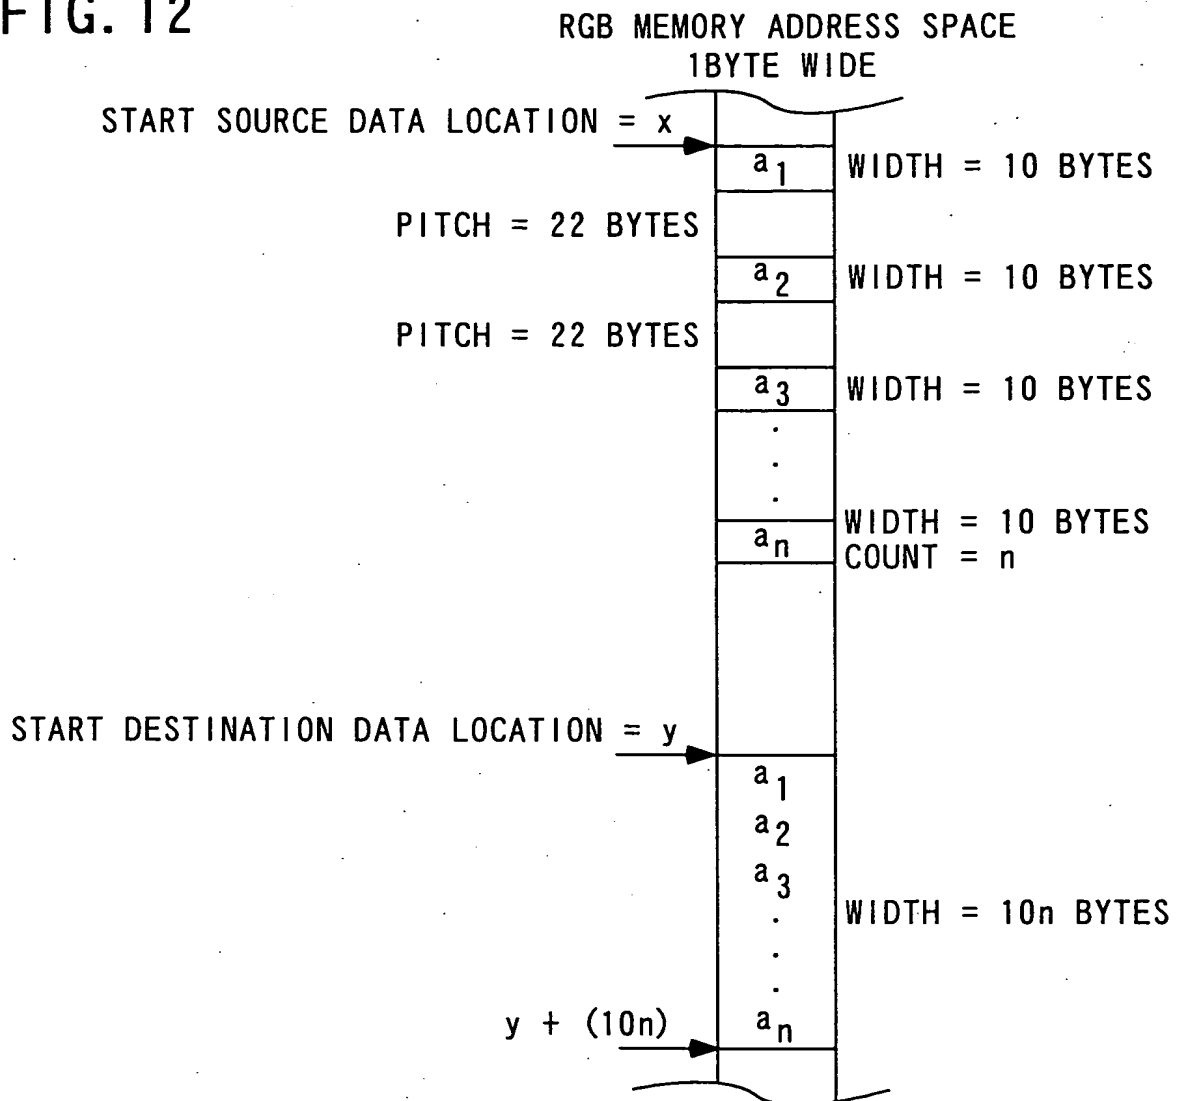 FIG. 12
RGB MEMORY ADDRESS SPACE
1BYTE WIDE
START SOURCE DATA LOCATION = x
a1 WIDTH = 10 BYTES
PITCH = 22 BYTES
a2 WIDTH = 10 BYTES
PITCH = 22 BYTES
a3 WIDTH = 10 BYTES
.
.
.
WIDTH = 10 BYTES
an COUNT = n
START DESTINATION DATA LOCATION = y
a1
a2
a3
. WIDTH = 10n BYTES
.
.
y + (10n) an